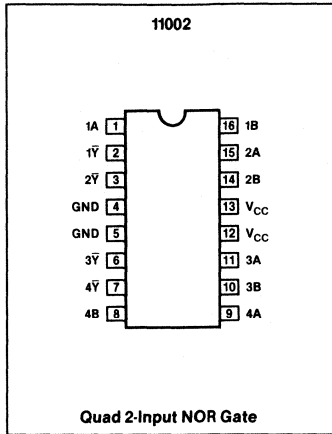 11002
1A 1 16 1B
1Y̅ 2 15 2A
2Y̅ 3 14 2B
GND 4 13 VCC
GND 5 12 VCC
3Y̅ 6 11 3A
4Y̅ 7 10 3B
4B 8 9 4A
Quad 2-Input NOR Gate